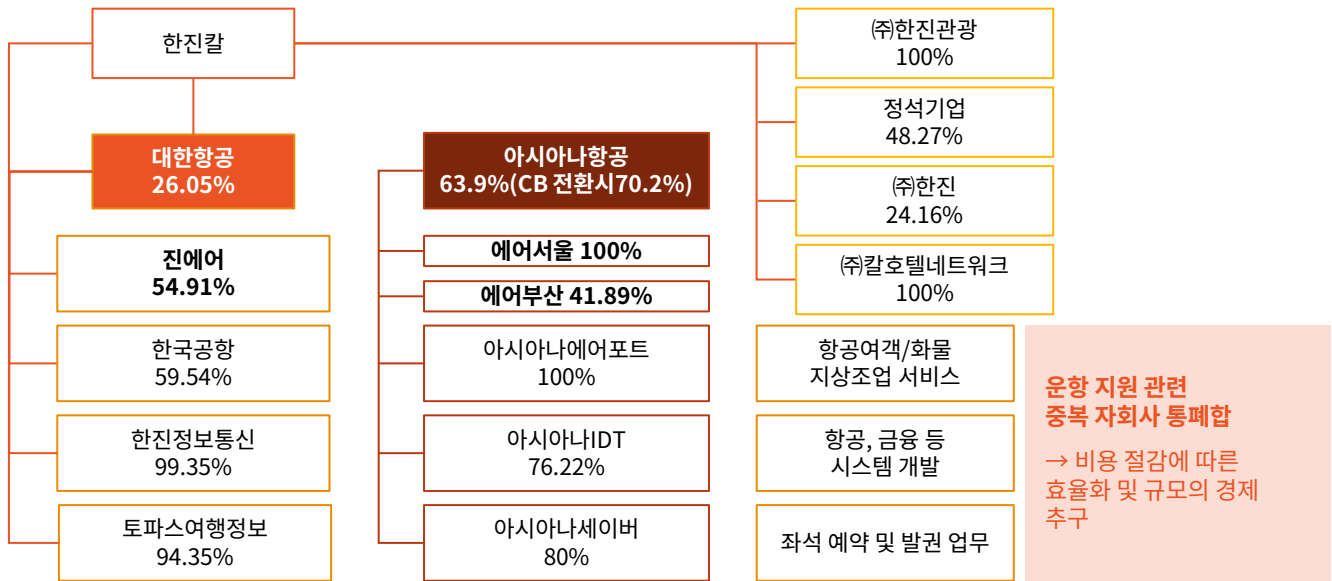 한진칼
㈜한진관광
100%
정석기업
48.27%
㈜한진
24.16%
㈜칼호텔네트워크
100%
대한항공
26.05%
아시아나항공
63.9%(CB 전환시70.2%)
진에어
54.91%
에어서울 100%
에어부산 41.89%
한국공항
59.54%
아시아나에어포트
100%
항공여객/화물
지상조업 서비스
한진정보통신
99.35%
아시아나IDT
76.22%
항공, 금융 등
시스템 개발
토파스여행정보
94.35%
아시아나세이버
80%
좌석 예약 및 발권 업무
운항 지원 관련
중복 자회사 통폐합
→ 비용 절감에 따른
효율화 및 규모의 경제
추구